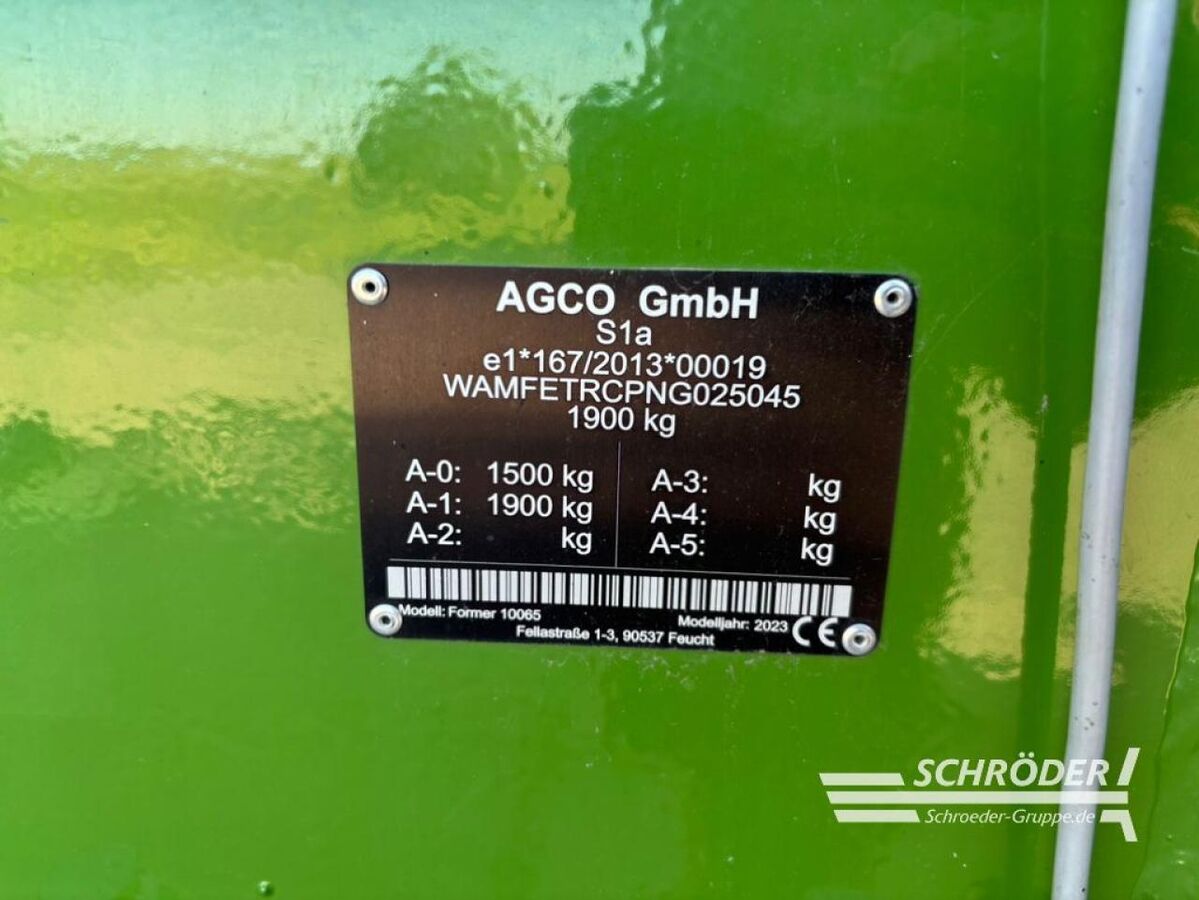 AGCO GmbH
S1a
e1*167/2013*00019
WAMFETRCPNG025045
1900 kg
A-0: 1500 kg
A-1: 1900 kg
A-2: kg
A-3: kg
A-4: kg
A-5: kg
Modell: Former 10065
Modelljahr: 2023
CE
Fellastraße 1-3, 90537 Feucht
SCHRÖDER
Schroeder-Gruppe.de